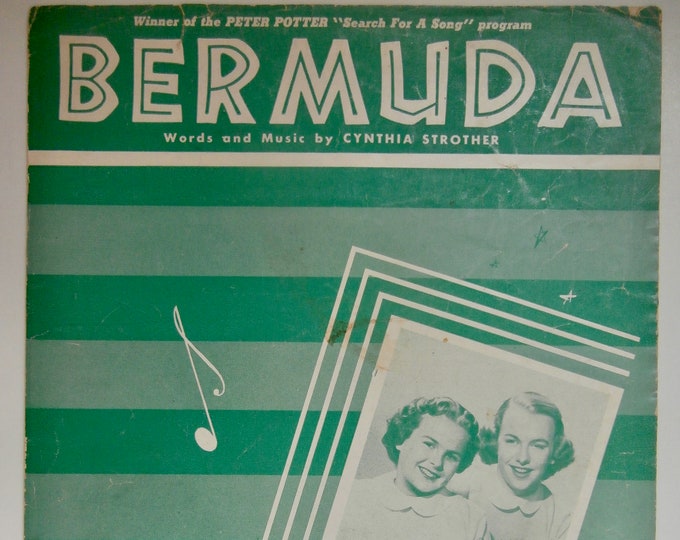 Winner of the PETER POTTER "Search For A Song" program
BERMUDA
Words and Music by CYNTHIA STROTHER